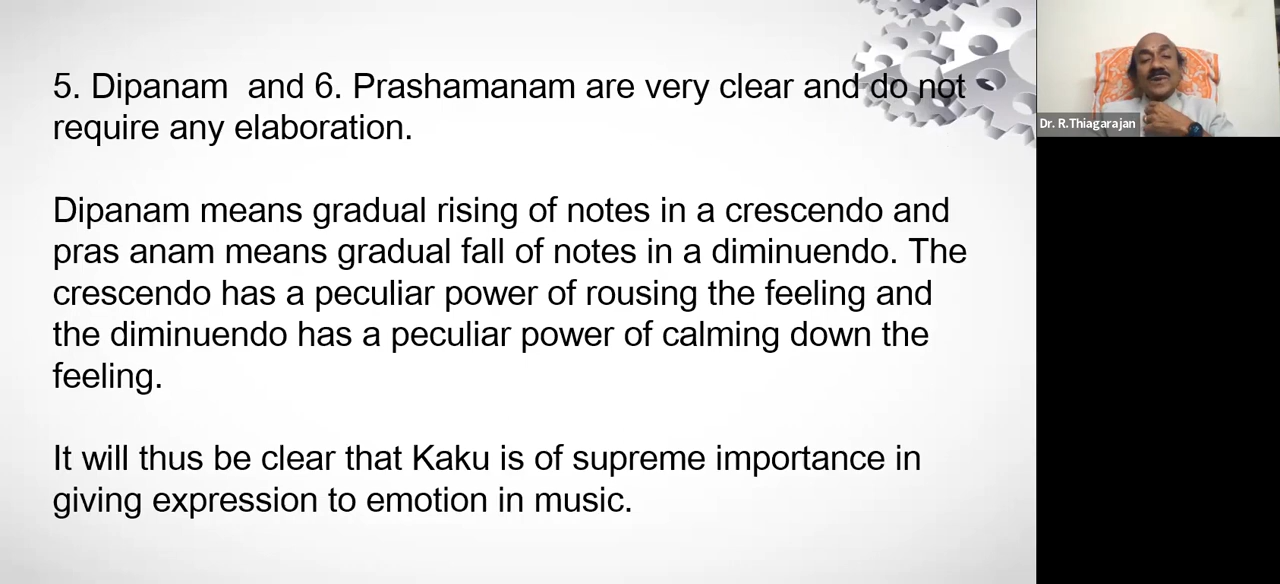 5. Dipanam and 6. Prashamanam are very clear and do not
require any elaboration.
Dipanam means gradual rising of notes in a crescendo and
pras anam means gradual fall of notes in a diminuendo. The
crescendo has a peculiar power of rousing the feeling and
the diminuendo has a peculiar power of calming down the
feeling.
It will thus be clear that Kaku is of supreme importance in
giving expression to emotion in music.
Dr. R.Thiagarajan